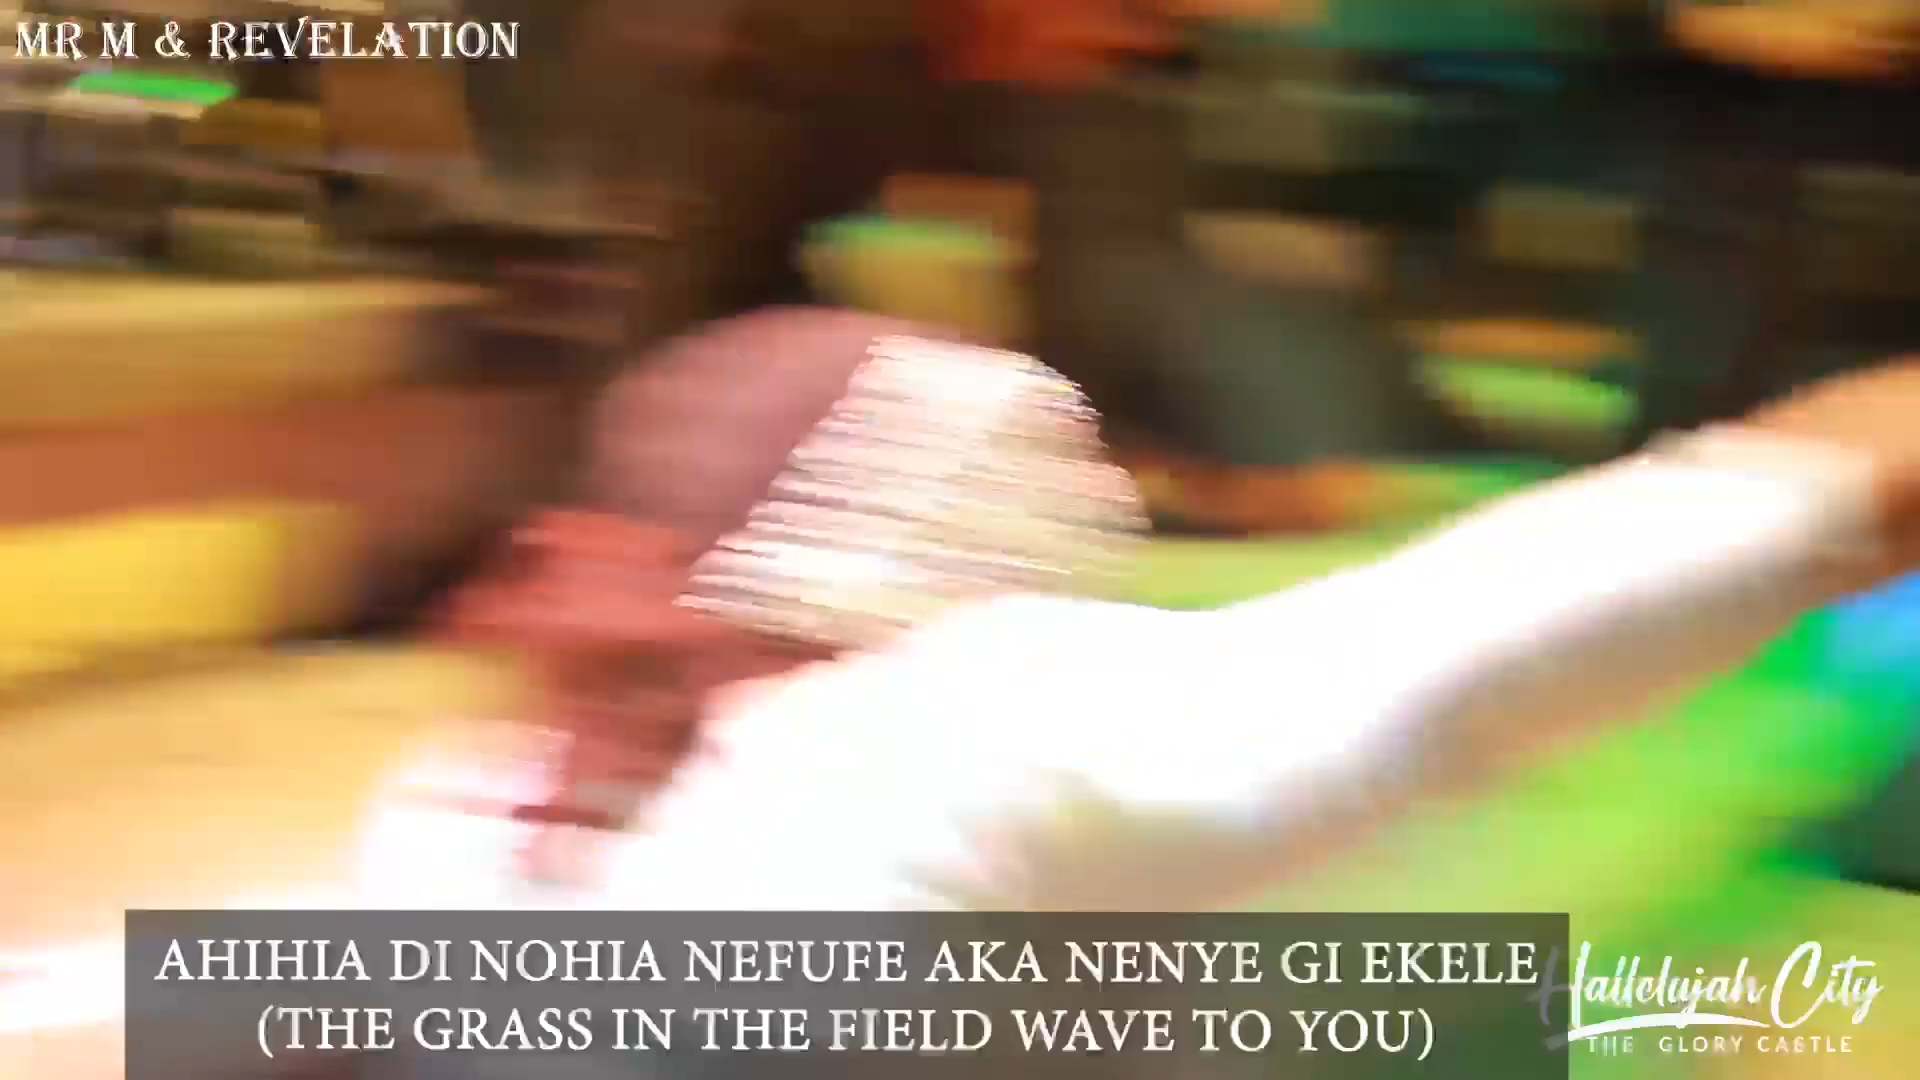 MR M & REVELATION
AHIHIA DI NOHIA NEFUFE AKA NENYE GI EKELE
(THE GRASS IN THE FIELD WAVE TO YOU)
Hallelujah City
THE GLORY CASTLE